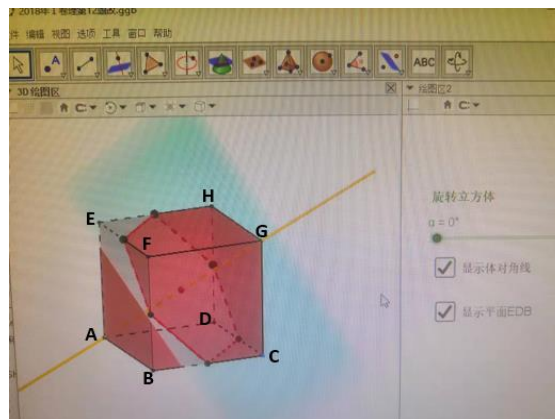 2018年 I 卷理第12题改.ggb
件 编辑 视图 选项 工具 窗口 帮助
ABC
3D绘图区
绘图区2
H
E
G
F
旋转立方体
α = 0°
显示体对角线
显示平面EDB
A
D
B
C